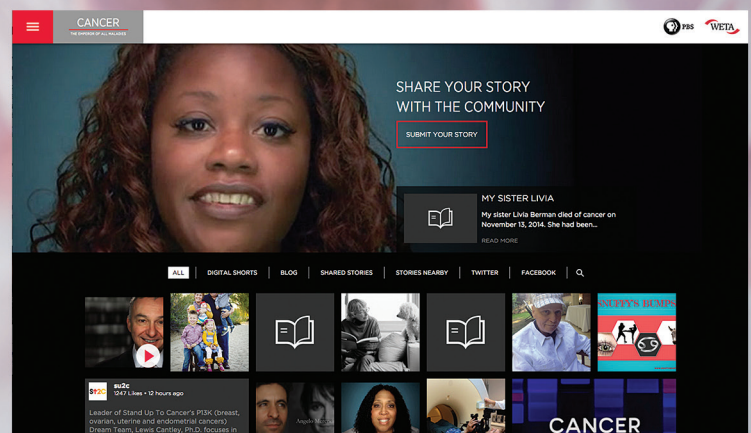 CANCER
THE EMPEROR OF ALL MALADIES
PBS
WETA
SHARE YOUR STORY
WITH THE COMMUNITY
SUBMIT YOUR STORY
MY SISTER LIVIA
My sister Livia Berman died of cancer on
November 13, 2014. She had been...
READ MORE
ALL
DIGITAL SHORTS
BLOG
SHARED STORIES
STORIES NEARBY
TWITTER
FACEBOOK
SNUFFY'S BUMPS
SU2C
su2c
1247 Likes • 12 hours ago
Leader of Stand Up To Cancer's P13K (breast,
ovarian, uterine and endometrial cancers)
Dream Team, Lewis Cantley, Ph.D. focuses in
CANCER